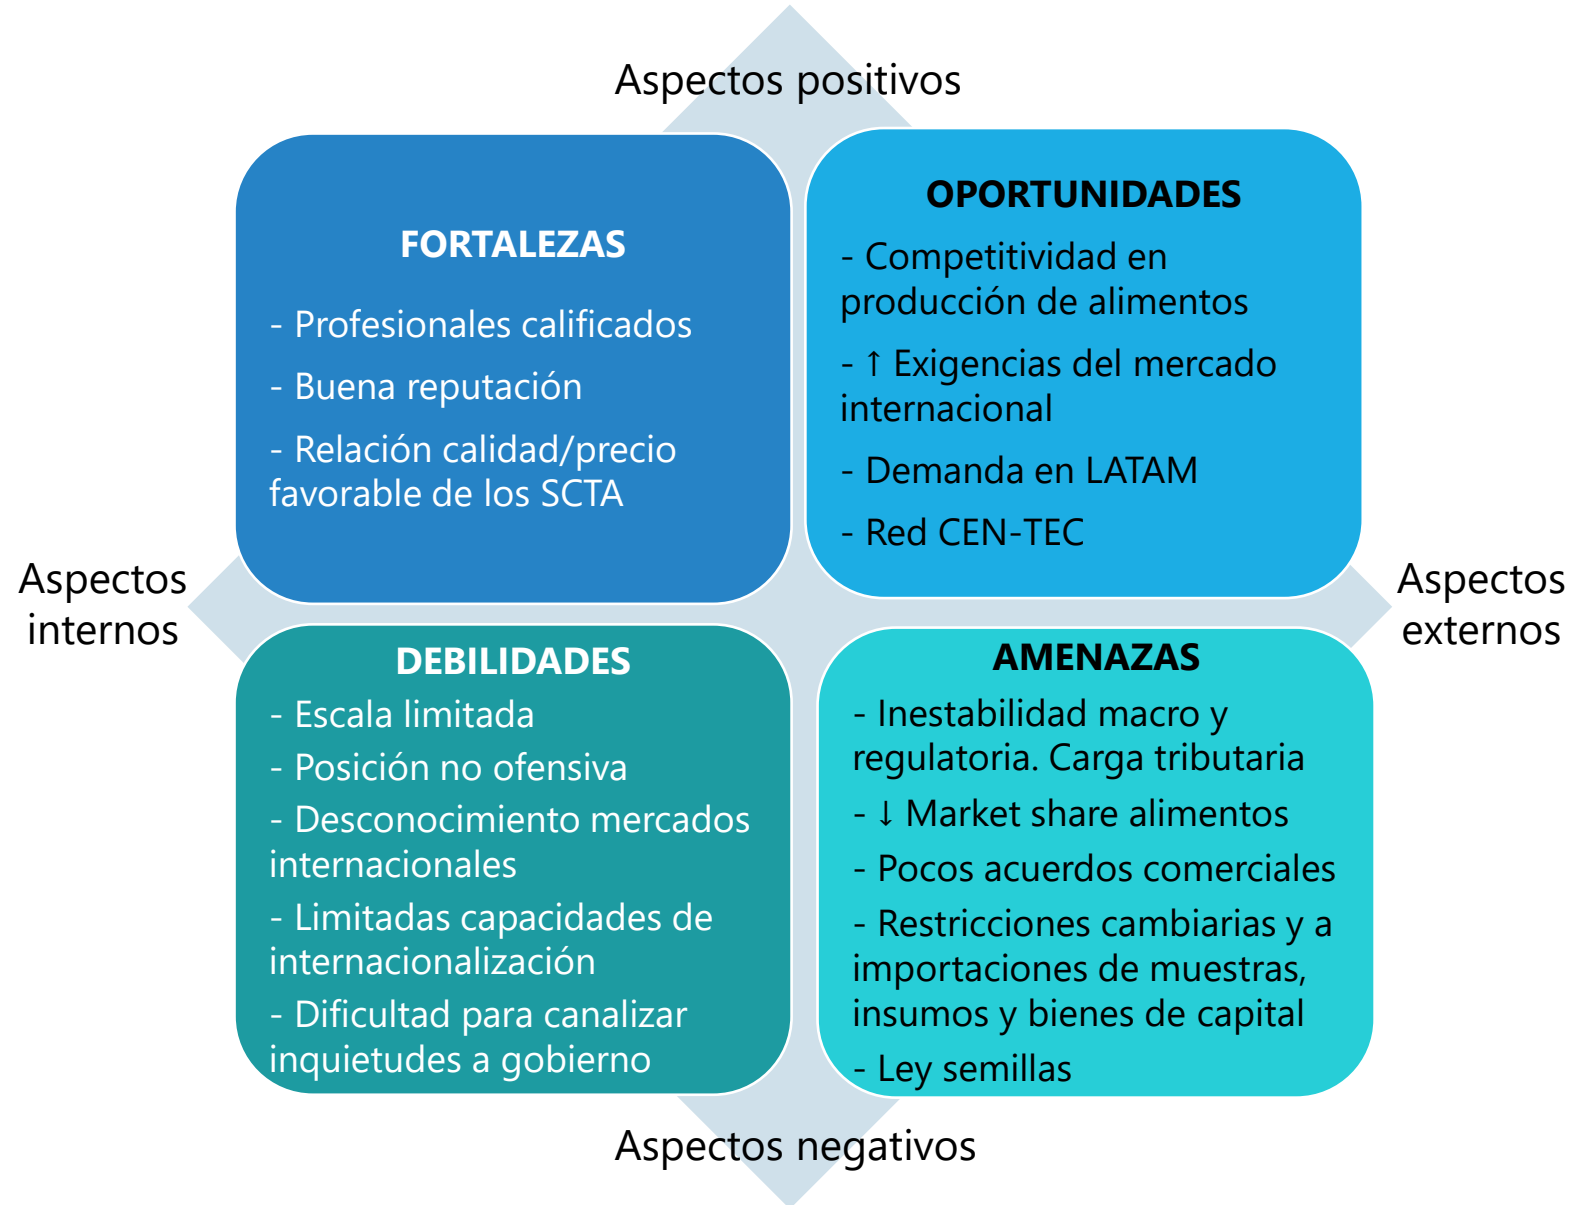 Aspectos positivos
FORTALEZAS
- Profesionales calificados
- Buena reputación
- Relación calidad/precio
favorable de los SCTA
OPORTUNIDADES
- Competitividad en
producción de alimentos
- ↑ Exigencias del mercado
internacional
- Demanda en LATAM
- Red CEN-TEC
Aspectos
internos
Aspectos
externos
DEBILIDADES
- Escala limitada
- Posición no ofensiva
- Desconocimiento mercados
internacionales
- Limitadas capacidades de
internacionalización
- Dificultad para canalizar
inquietudes a gobierno
AMENAZAS
- Inestabilidad macro y
regulatoria. Carga tributaria
- ↓ Market share alimentos
- Pocos acuerdos comerciales
- Restricciones cambiarias y a
importaciones de muestras,
insumos y bienes de capital
- Ley semillas
Aspectos negativos